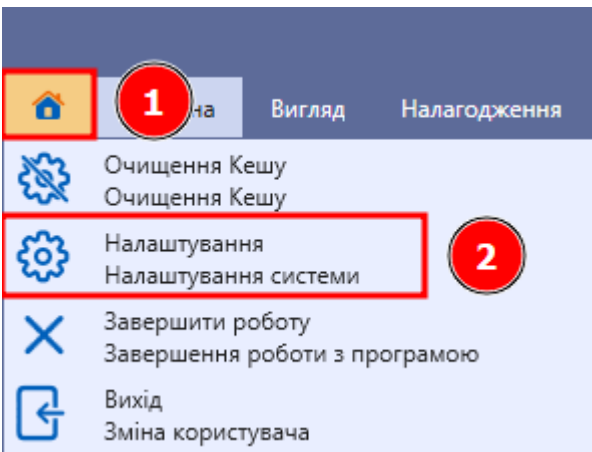 1
на Вигляд Налагодження
Очищення Кешу
Очищення Кешу
Налаштування
Налаштування системи
2
Завершити роботу
Завершення роботи з програмою
Вихід
Зміна користувача